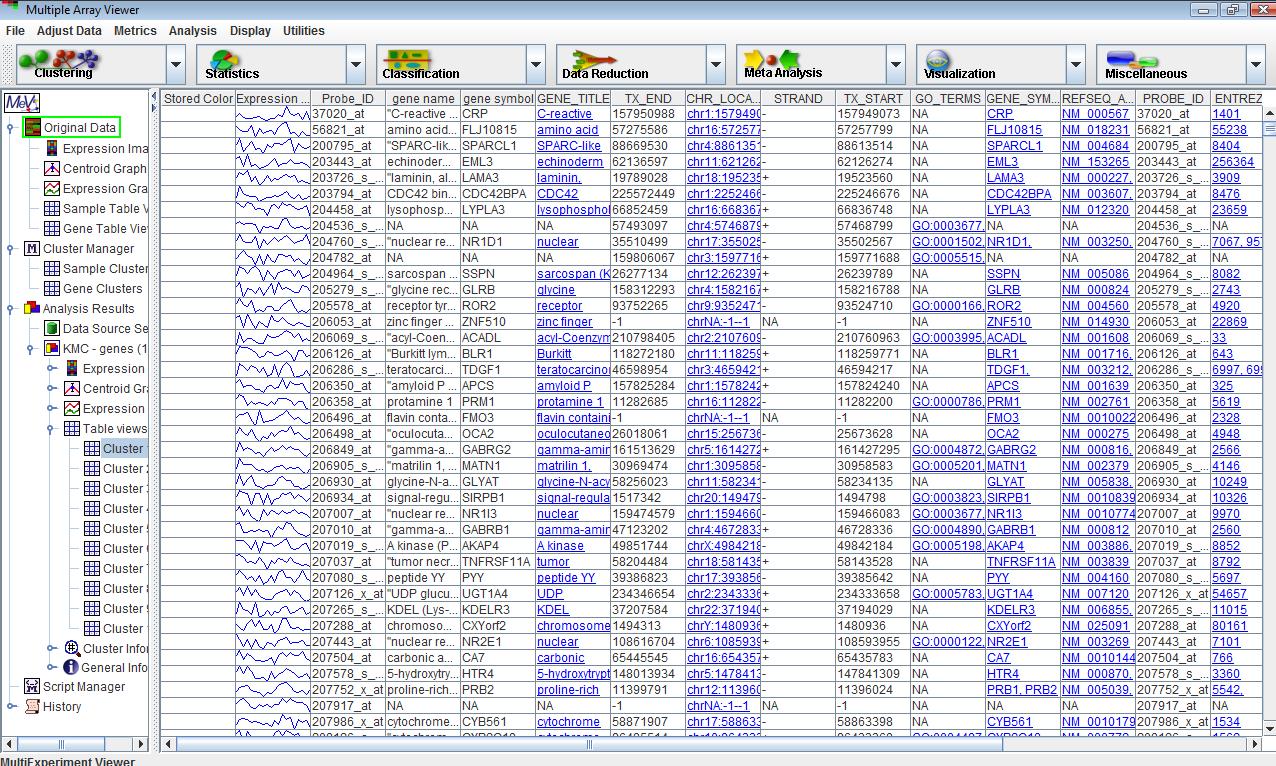 Multiple Array Viewer
File Adjust Data Metrics Analysis Display Utilities
Clustering Statistics Classification Data Reduction Meta Analysis Visualization Miscellaneous
MeV
Original Data
Expression Ima
Centroid Graph
Expression Gra
Sample Table V
Gene Table Vie
Cluster Manager
Sample Cluster
Gene Clusters
Analysis Results
Data Source Se
KMC - genes (1
Expression
Centroid Gra
Expression
Table views
Cluster
Cluster 2
Cluster 3
Cluster 4
Cluster 5
Cluster 6
Cluster 7
Cluster 8
Cluster 9
Cluster 1
Cluster Infor
General Info
Script Manager
History
Stored Color Expression ... Probe_ID gene name gene symbol GENE_TITLE TX_END CHR_LOCA... STRAND TX_START GO_TERMS GENE_SYM... REFSEQ_A... PROBE_ID ENTREZ
37020_at "C-reactive ... CRP C-reactive 157950988 chr1:1579490 - 157949073 NA CRP NM_000567 37020_at 1401
56821_at amino acid... FLJ10815 amino acid 57275586 chr16:572577 - 57257799 NA FLJ10815 NM_018231 56821_at 55238
200795_at "SPARC-lik... SPARCL1 SPARC-like 88669530 chr4:8861351 - 88613514 NA SPARCL1 NM_004684 200795_at 8404
203443_at echinoder... EML3 echinoderm 62136597 chr11:621262 - 62126274 NA EML3 NM_153265 203443_at 256364
203726_s_... "laminin, al... LAMA3 laminin, 19789028 chr18:195235 + 19523560 NA LAMA3 NM_000227, 203726_s_... 3909
203794_at CDC42 bin... CDC42BPA CDC42 225572449 chr1:2252466 - 225246676 NA CDC42BPA NM_003607, 203794_at 8476
204458_at lysophosp... LYPLA3 lysophosphol 66852459 chr16:668367 + 66836748 NA LYPLA3 NM_012320 204458_at 23659
204536_s_... NA NA NA 57493097 chr4:5746879 + 57468799 GO:0003677, NA NA 204536_s_... NA
204760_s_... "nuclear re... NR1D1 nuclear 35510499 chr17:355025 - 35502567 GO:0001502, NR1D1, NM_003250, 204760_s_... 7067, 95
204782_at NA NA NA 159806067 chr3:1597716 + 159771688 GO:0005515, NA NA 204782_at NA
204964_s_... sarcospan ... SSPN sarcospan (K 26277134 chr12:262397 + 26239789 NA SSPN NM_005086 204964_s_... 8082
205279_s_... "glycine rec... GLRB glycine 158312293 chr4:1582167 + 158216788 NA GLRB NM_000824 205279_s_... 2743
205578_at receptor tyr... ROR2 receptor 93752265 chr9:9352471 - 93524710 GO:0000166, ROR2 NM_004560 205578_at 4920
206053_at zinc finger ... ZNF510 zinc finger -1 chrNA:-1--1 NA -1 NA ZNF510 NM_014930 206053_at 22869
206069_s_... "acyl-Coen... ACADL acyl-Coenzym 210798405 chr2:2107609 - 210760963 GO:0003995, ACADL NM_001608 206069_s_... 33
206126_at "Burkitt lym... BLR1 Burkitt 118272180 chr11:118259 + 118259771 NA BLR1 NM_001716, 206126_at 643
206286_s_... teratocarci... TDGF1 teratocarcinor 46598954 chr3:4659421 + 46594217 NA TDGF1, NM_003212, 206286_s_... 6997, 699
206350_at "amyloid P ... APCS amyloid P 157825284 chr1:1578242 + 157824240 NA APCS NM_001639 206350_at 325
206358_at protamine 1 PRM1 protamine 1 11282685 chr16:112822 - 11282200 GO:0000786, PRM1 NM_002761 206358_at 5619
206496_at flavin conta... FMO3 flavin containi -1 chrNA:-1--1 NA -1 NA FMO3 NM_0010022 206496_at 2328
206498_at "oculocuta... OCA2 oculocutaneo 26018061 chr15:256736 - 25673628 NA OCA2 NM_000275 206498_at 4948
206849_at "gamma-a... GABRG2 gamma-amin 161513629 chr5:1614272 + 161427295 GO:0004872, GABRG2 NM_000816, 206849_at 2566
206905_s_... "matrilin 1, ... MATN1 matrilin 1, 30969474 chr1:3095858 - 30958583 GO:0005201, MATN1 NM_002379 206905_s_... 4146
206930_at glycine-N-a... GLYAT glycine-N-acy 58256023 chr11:582341 - 58234135 NA GLYAT NM_005838, 206930_at 10249
206934_at signal-regu... SIRPB1 signal-regula 1517342 chr20:149479 - 1494798 GO:0003823, SIRPB1 NM_0010839 206934_at 10326
207007_at "nuclear re... NR1I3 nuclear 159474579 chr1:1594660 - 159466083 GO:0003677, NR1I3 NM_0010774 207007_at 9970
207010_at "gamma-a... GABRB1 gamma-amin 47123202 chr4:4672833 + 46728336 GO:0004890, GABRB1 NM_000812 207010_at 2560
207019_s_... A kinase (P... AKAP4 A kinase 49851744 chrX:4984218 - 49842184 GO:0005198, AKAP4 NM_003886, 207019_s_... 8852
207037_at "tumor necr... TNFRSF11A tumor 58204484 chr18:581435 + 58143528 NA TNFRSF11A NM_003839 207037_at 8792
207080_s_... peptide YY PYY peptide YY 39386823 chr17:393856 - 39385642 NA PYY NM_004160 207080_s_... 5697
207126_x_at "UDP glucu... UGT1A4 UDP 234346654 chr2:2343336 + 234333658 GO:0005783, UGT1A4 NM_007120 207126_x_at 54657
207265_s_... KDEL (Lys-... KDELR3 KDEL 37207584 chr22:371940 + 37194029 NA KDELR3 NM_006855, 207265_s_... 11015
207288_at chromoso... CXYorf2 chromosome 1494313 chrY:1480936 + 1480936 NA CXYorf2 NM_025091 207288_at 80161
207443_at "nuclear re... NR2E1 nuclear 108616704 chr6:1085939 + 108593955 GO:0000122, NR2E1 NM_003269 207443_at 7101
207504_at carbonic a... CA7 carbonic 65445545 chr16:654357 + 65435783 NA CA7 NM_0010144 207504_at 766
207578_s_... 5-hydroxytr... HTR4 5-hydroxytrypt 148013934 chr5:1478413 - 147841309 NA HTR4 NM_000870, 207578_s_... 3360
207752_x_at proline-rich... PRB2 proline-rich 11399791 chr12:113960 - 11396024 NA PRB1, PRB2 NM_005039, 207752_x_at 5542,
207917_at NA NA NA -1 chrNA:-1--1 NA -1 NA NA NA 207917_at NA
207986_x_at "cytochrome... CYB561 cytochrome 58871907 chr17:588633 - 58863398 NA CYB561 NM_0010179 207986_x_at 1534
MultiExperiment Viewer